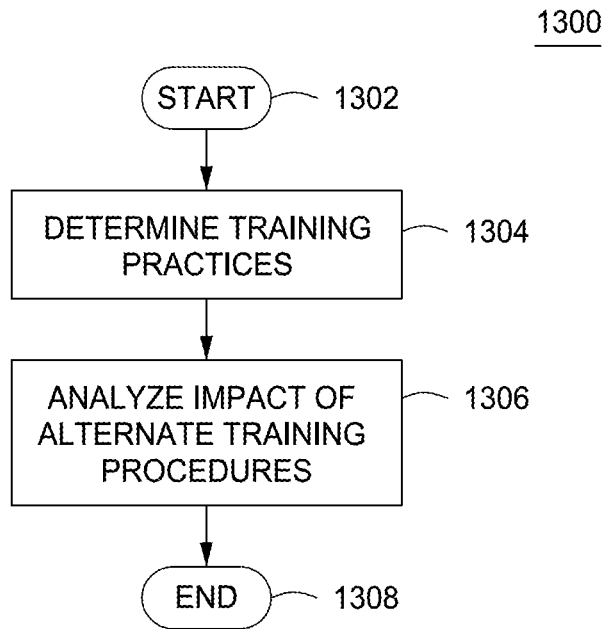 1300
START
1302
DETERMINE TRAINING
PRACTICES
1304
ANALYZE IMPACT OF
ALTERNATE TRAINING
PROCEDURES
1306
END
1308